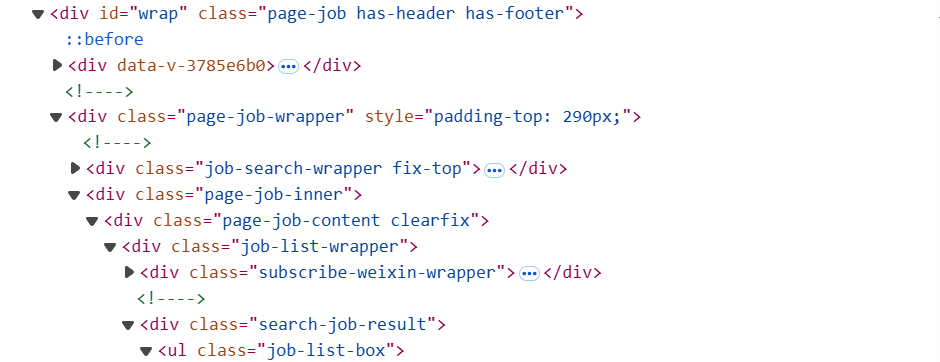 <div id="wrap" class="page-job has-header has-footer">
::before
<div data-v-3785e6b0>…</div>
<!---->
<div class="page-job-wrapper" style="padding-top: 290px;">
<!---->
<div class="job-search-wrapper fix-top">…</div>
<div class="page-job-inner">
<div class="page-job-content clearfix">
<div class="job-list-wrapper">
<div class="subscribe-weixin-wrapper">…</div>
<!---->
<div class="search-job-result">
<ul class="job-list-box">